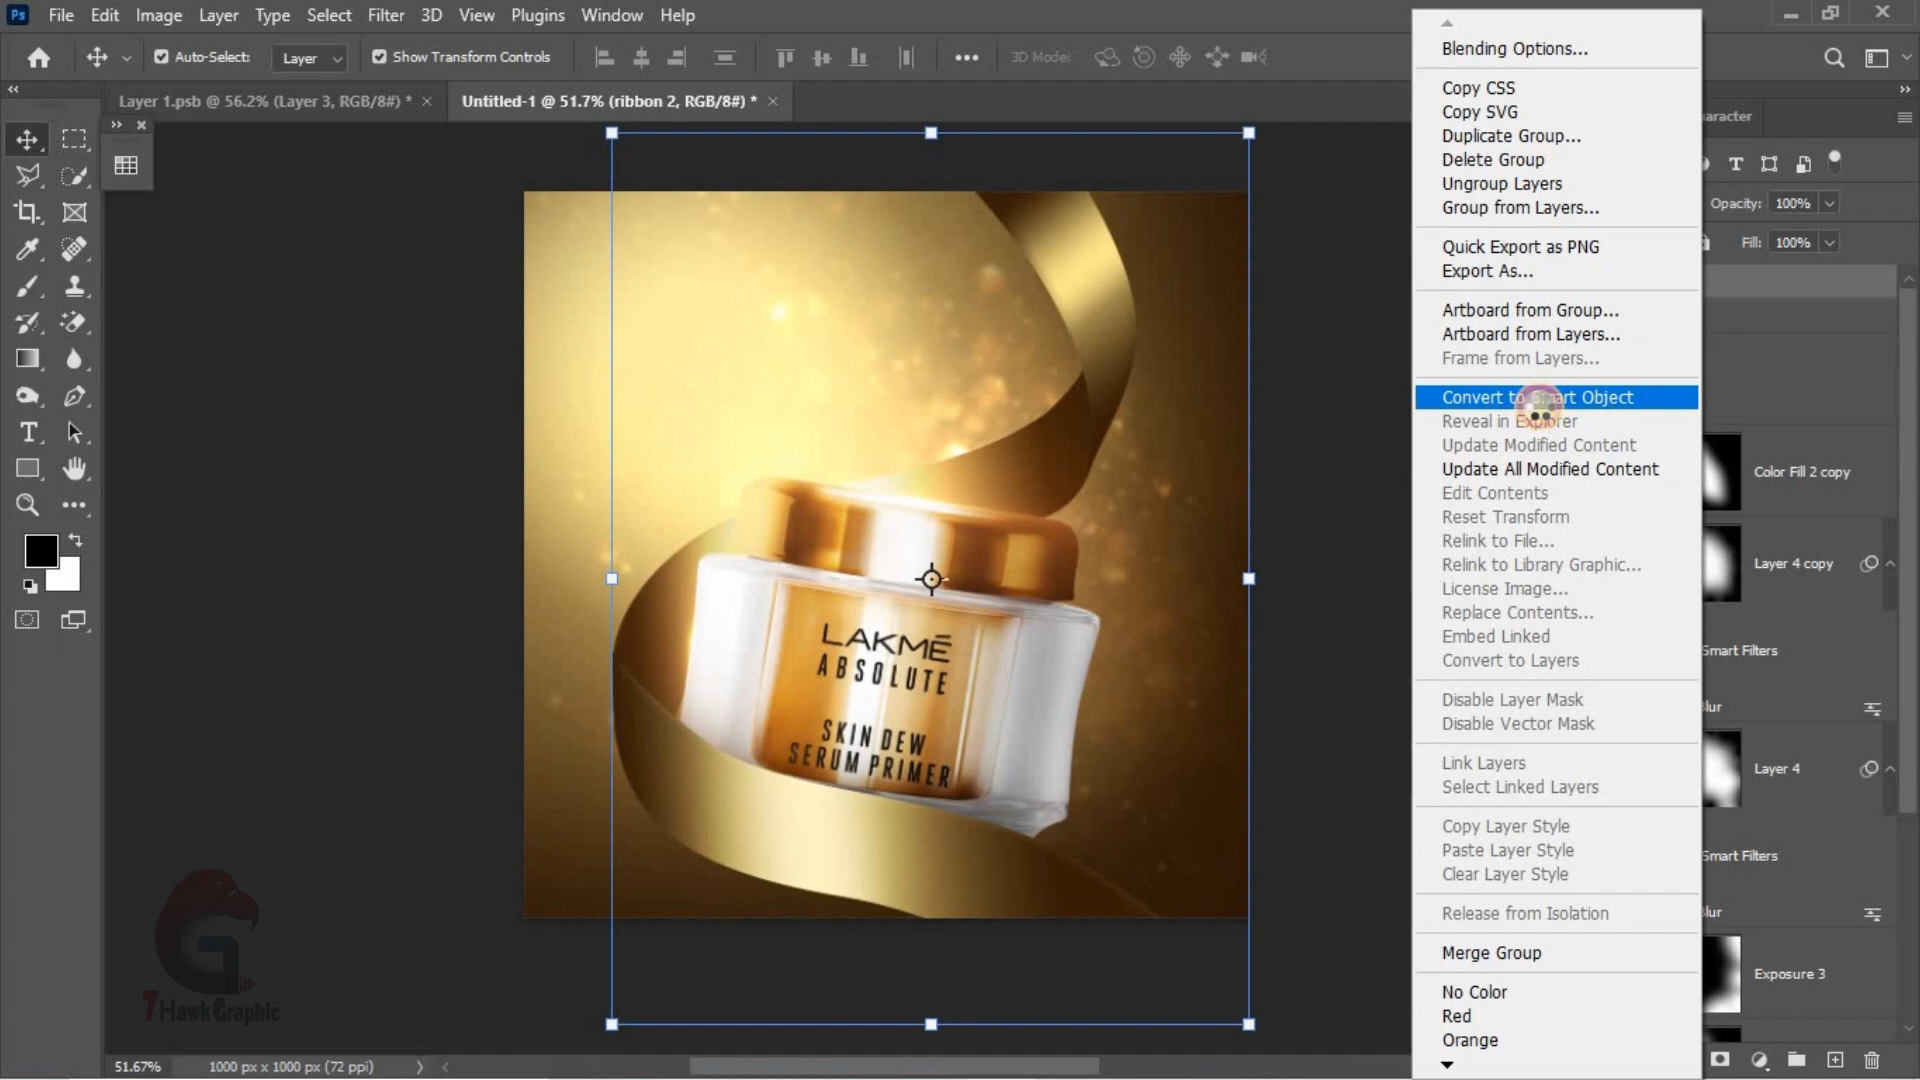 Ps File Edit Image Layer Type Select Filter 3D View Plugins Window Help
Auto-Select: Layer Show Transform Controls 3D Mode:
Layer 1.psb @ 56.2% (Layer 3, RGB/8#) * Untitled-1 @ 51.7% (ribbon 2, RGB/8#) *
Blending Options...
Copy CSS
Copy SVG
Duplicate Group...
Delete Group
Ungroup Layers
Group from Layers...
Quick Export as PNG
Export As...
Artboard from Group...
Artboard from Layers...
Frame from Layers...
Convert to Smart Object
Reveal in Explorer
Update Modified Content
Update All Modified Content
Edit Contents
Reset Transform
Relink to File...
Relink to Library Graphic...
License Image...
Replace Contents...
Embed Linked
Convert to Layers
Disable Layer Mask
Disable Vector Mask
Link Layers
Select Linked Layers
Copy Layer Style
Paste Layer Style
Clear Layer Style
Release from Isolation
Merge Group
No Color
Red
Orange
aracter
Opacity: 100%
Fill: 100%
Color Fill 2 copy
Layer 4 copy
Smart Filters
lur
Layer 4
Smart Filters
lur
Exposure 3
LAKMĒ
ABSOLUTE
SKIN DEW
SERUM PRIMER
7HawkGraphic
51.67% 1000 px x 1000 px (72 ppi)